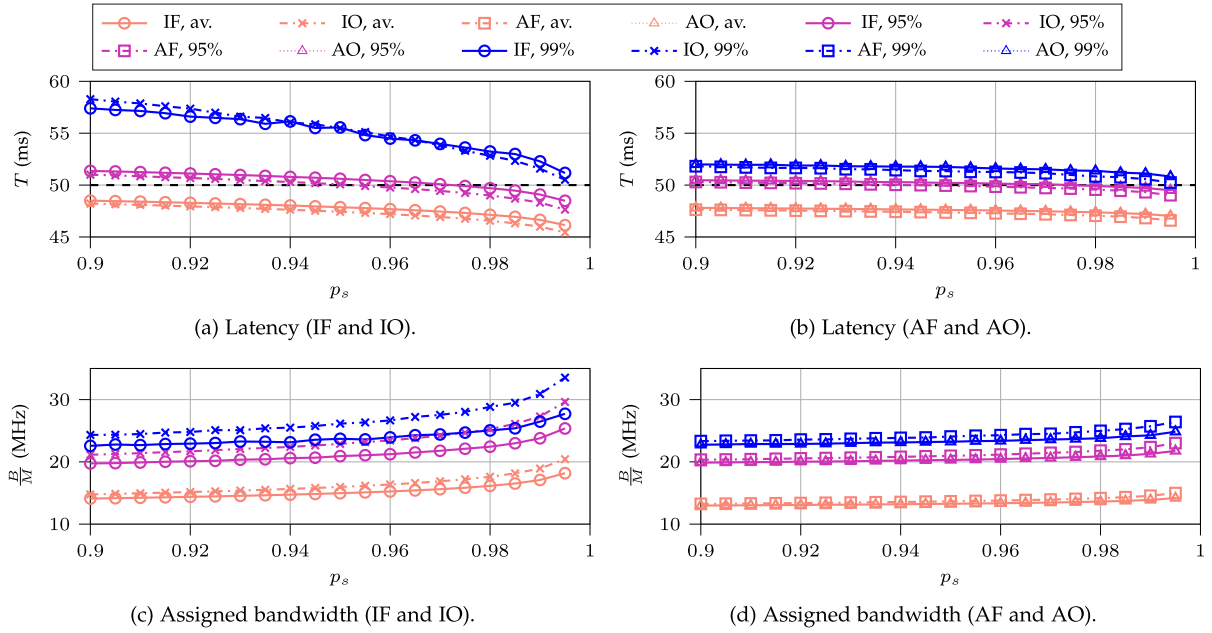 IF, av. IO, av. AF, av. AO, av. IF, 95% IO, 95%
AF, 95% AO, 95% IF, 99% IO, 99% AF, 99% AO, 99%
60
55
50
45
T (ms)
0.9 0.92 0.94 0.96 0.98 1
p_s
(a) Latency (IF and IO).
60
55
50
45
T (ms)
0.9 0.92 0.94 0.96 0.98 1
p_s
(b) Latency (AF and AO).
30
20
10
B/M (MHz)
0.9 0.92 0.94 0.96 0.98 1
p_s
(c) Assigned bandwidth (IF and IO).
30
20
10
B/M (MHz)
0.9 0.92 0.94 0.96 0.98 1
p_s
(d) Assigned bandwidth (AF and AO).